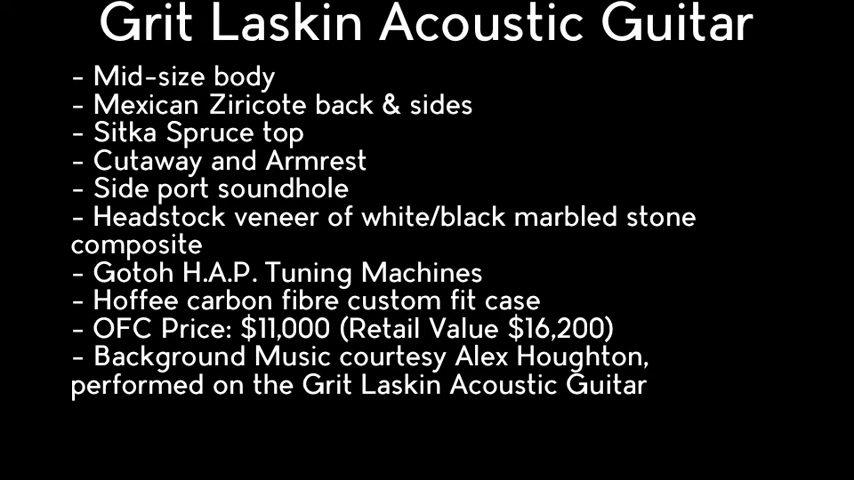 Grit Laskin Acoustic Guitar
- Mid-size body
- Mexican Ziricote back & sides
- Sitka Spruce top
- Cutaway and Armrest
- Side port soundhole
- Headstock veneer of white/black marbled stone
composite
- Gotoh H.A.P. Tuning Machines
- Hoffee carbon fibre custom fit case
- OFC Price: $11,000 (Retail Value $16,200)
- Background Music courtesy Alex Houghton,
performed on the Grit Laskin Acoustic Guitar